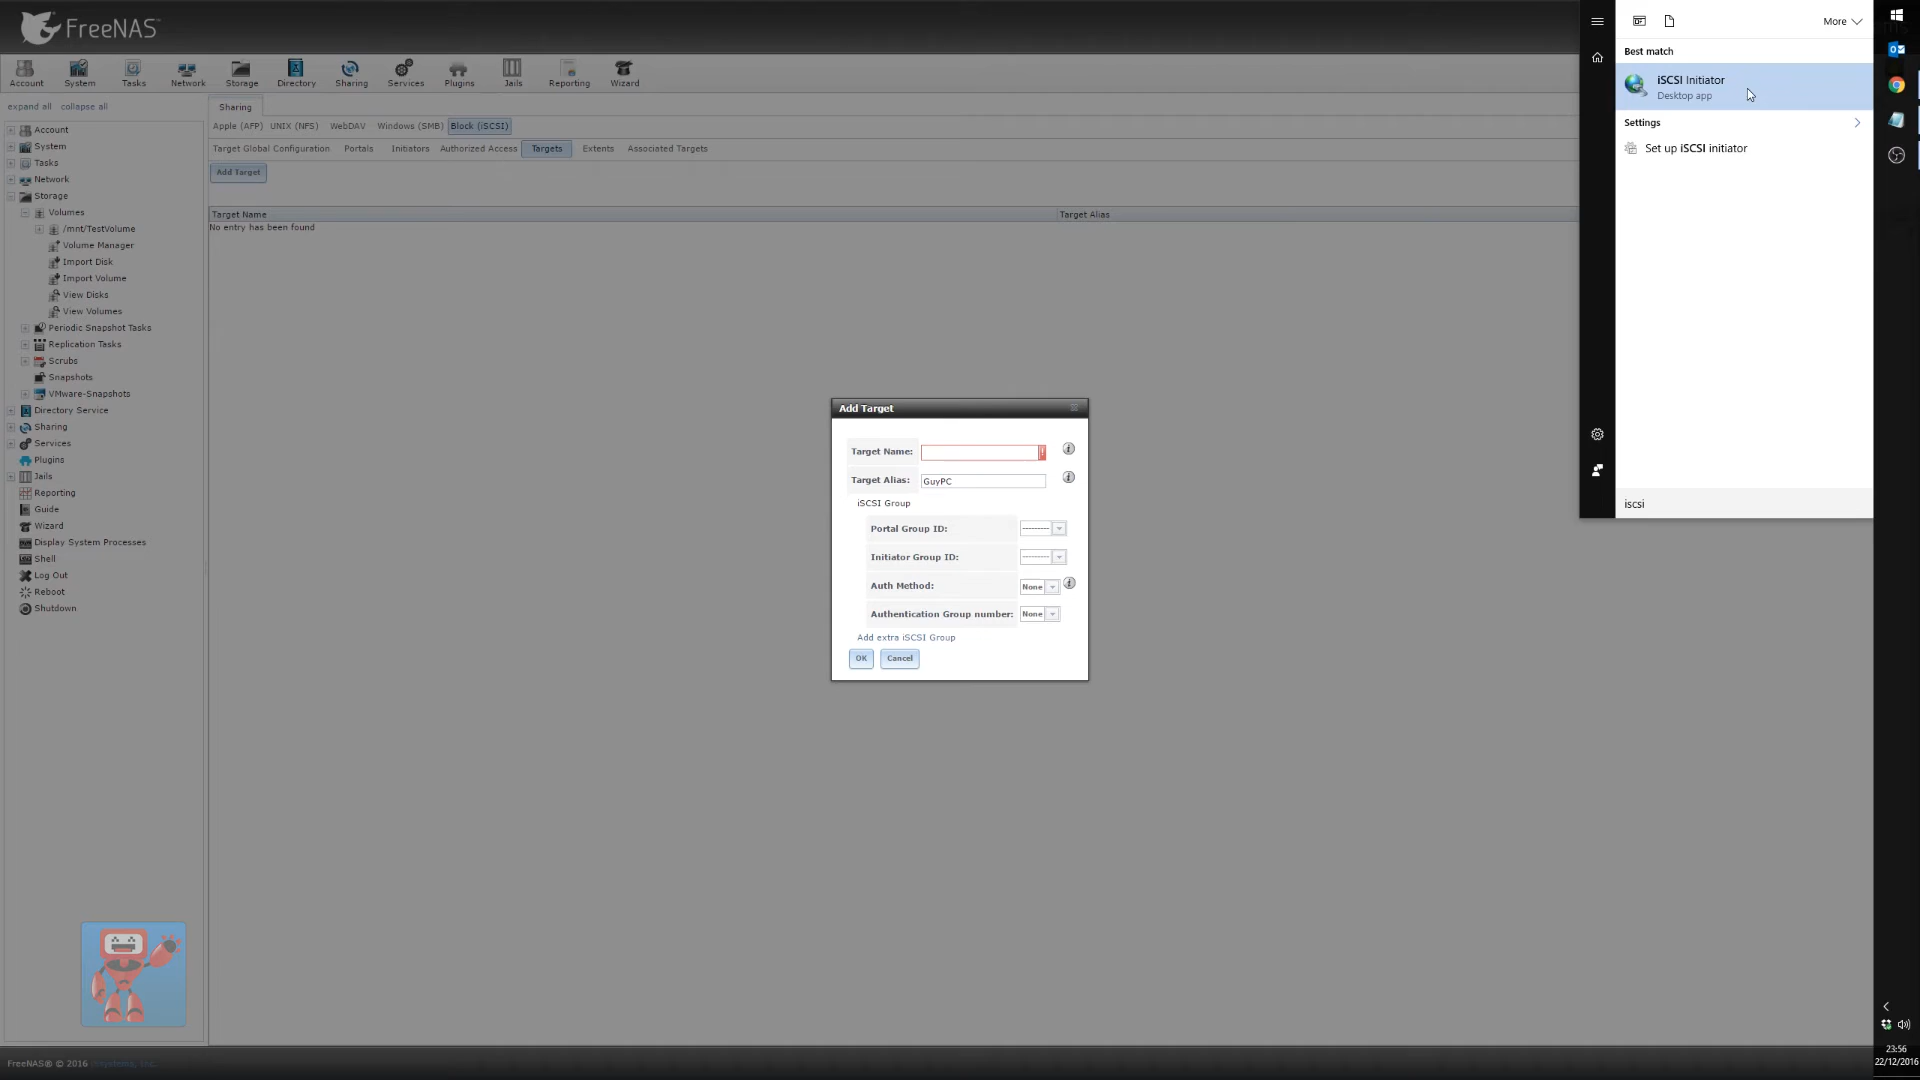 FreeNAS
Account
System
Tasks
Network
Storage
Directory
Sharing
Services
Plugins
Jails
Reporting
Wizard
expand all
collapse all
Account
System
Tasks
Network
Storage
Volumes
/mnt/TestVolume
Volume Manager
Import Disk
Import Volume
View Disks
View Volumes
Periodic Snapshot Tasks
Replication Tasks
Scrubs
Snapshots
VMware-Snapshots
Directory Service
Sharing
Services
Plugins
Jails
Reporting
Guide
Wizard
Display System Processes
Shell
Log Out
Reboot
Shutdown
FreeNAS® © 2016
Sharing
Apple (AFP) UNIX (NFS) WebDAV Windows (SMB) Block (iSCSI)
Target Global Configuration Portals Initiators Authorized Access Targets Extents Associated Targets
Add Target
Target Name Target Alias
No entry has been found
Add Target
Target Name:
Target Alias: GuyPC
iSCSI Group
Portal Group ID: ---------
Initiator Group ID: ---------
Auth Method: None
Authentication Group number: None
Add extra iSCSI Group
OK Cancel
More
Best match
iSCSI Initiator
Desktop app
Settings
Set up iSCSI initiator
iscsi
23:56
22/12/2016